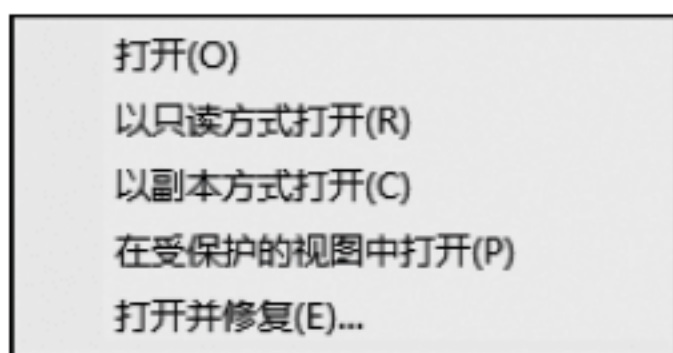 打开(O)
以只读方式打开(R)
以副本方式打开(C)
在受保护的视图中打开(P)
打开并修复(E)...